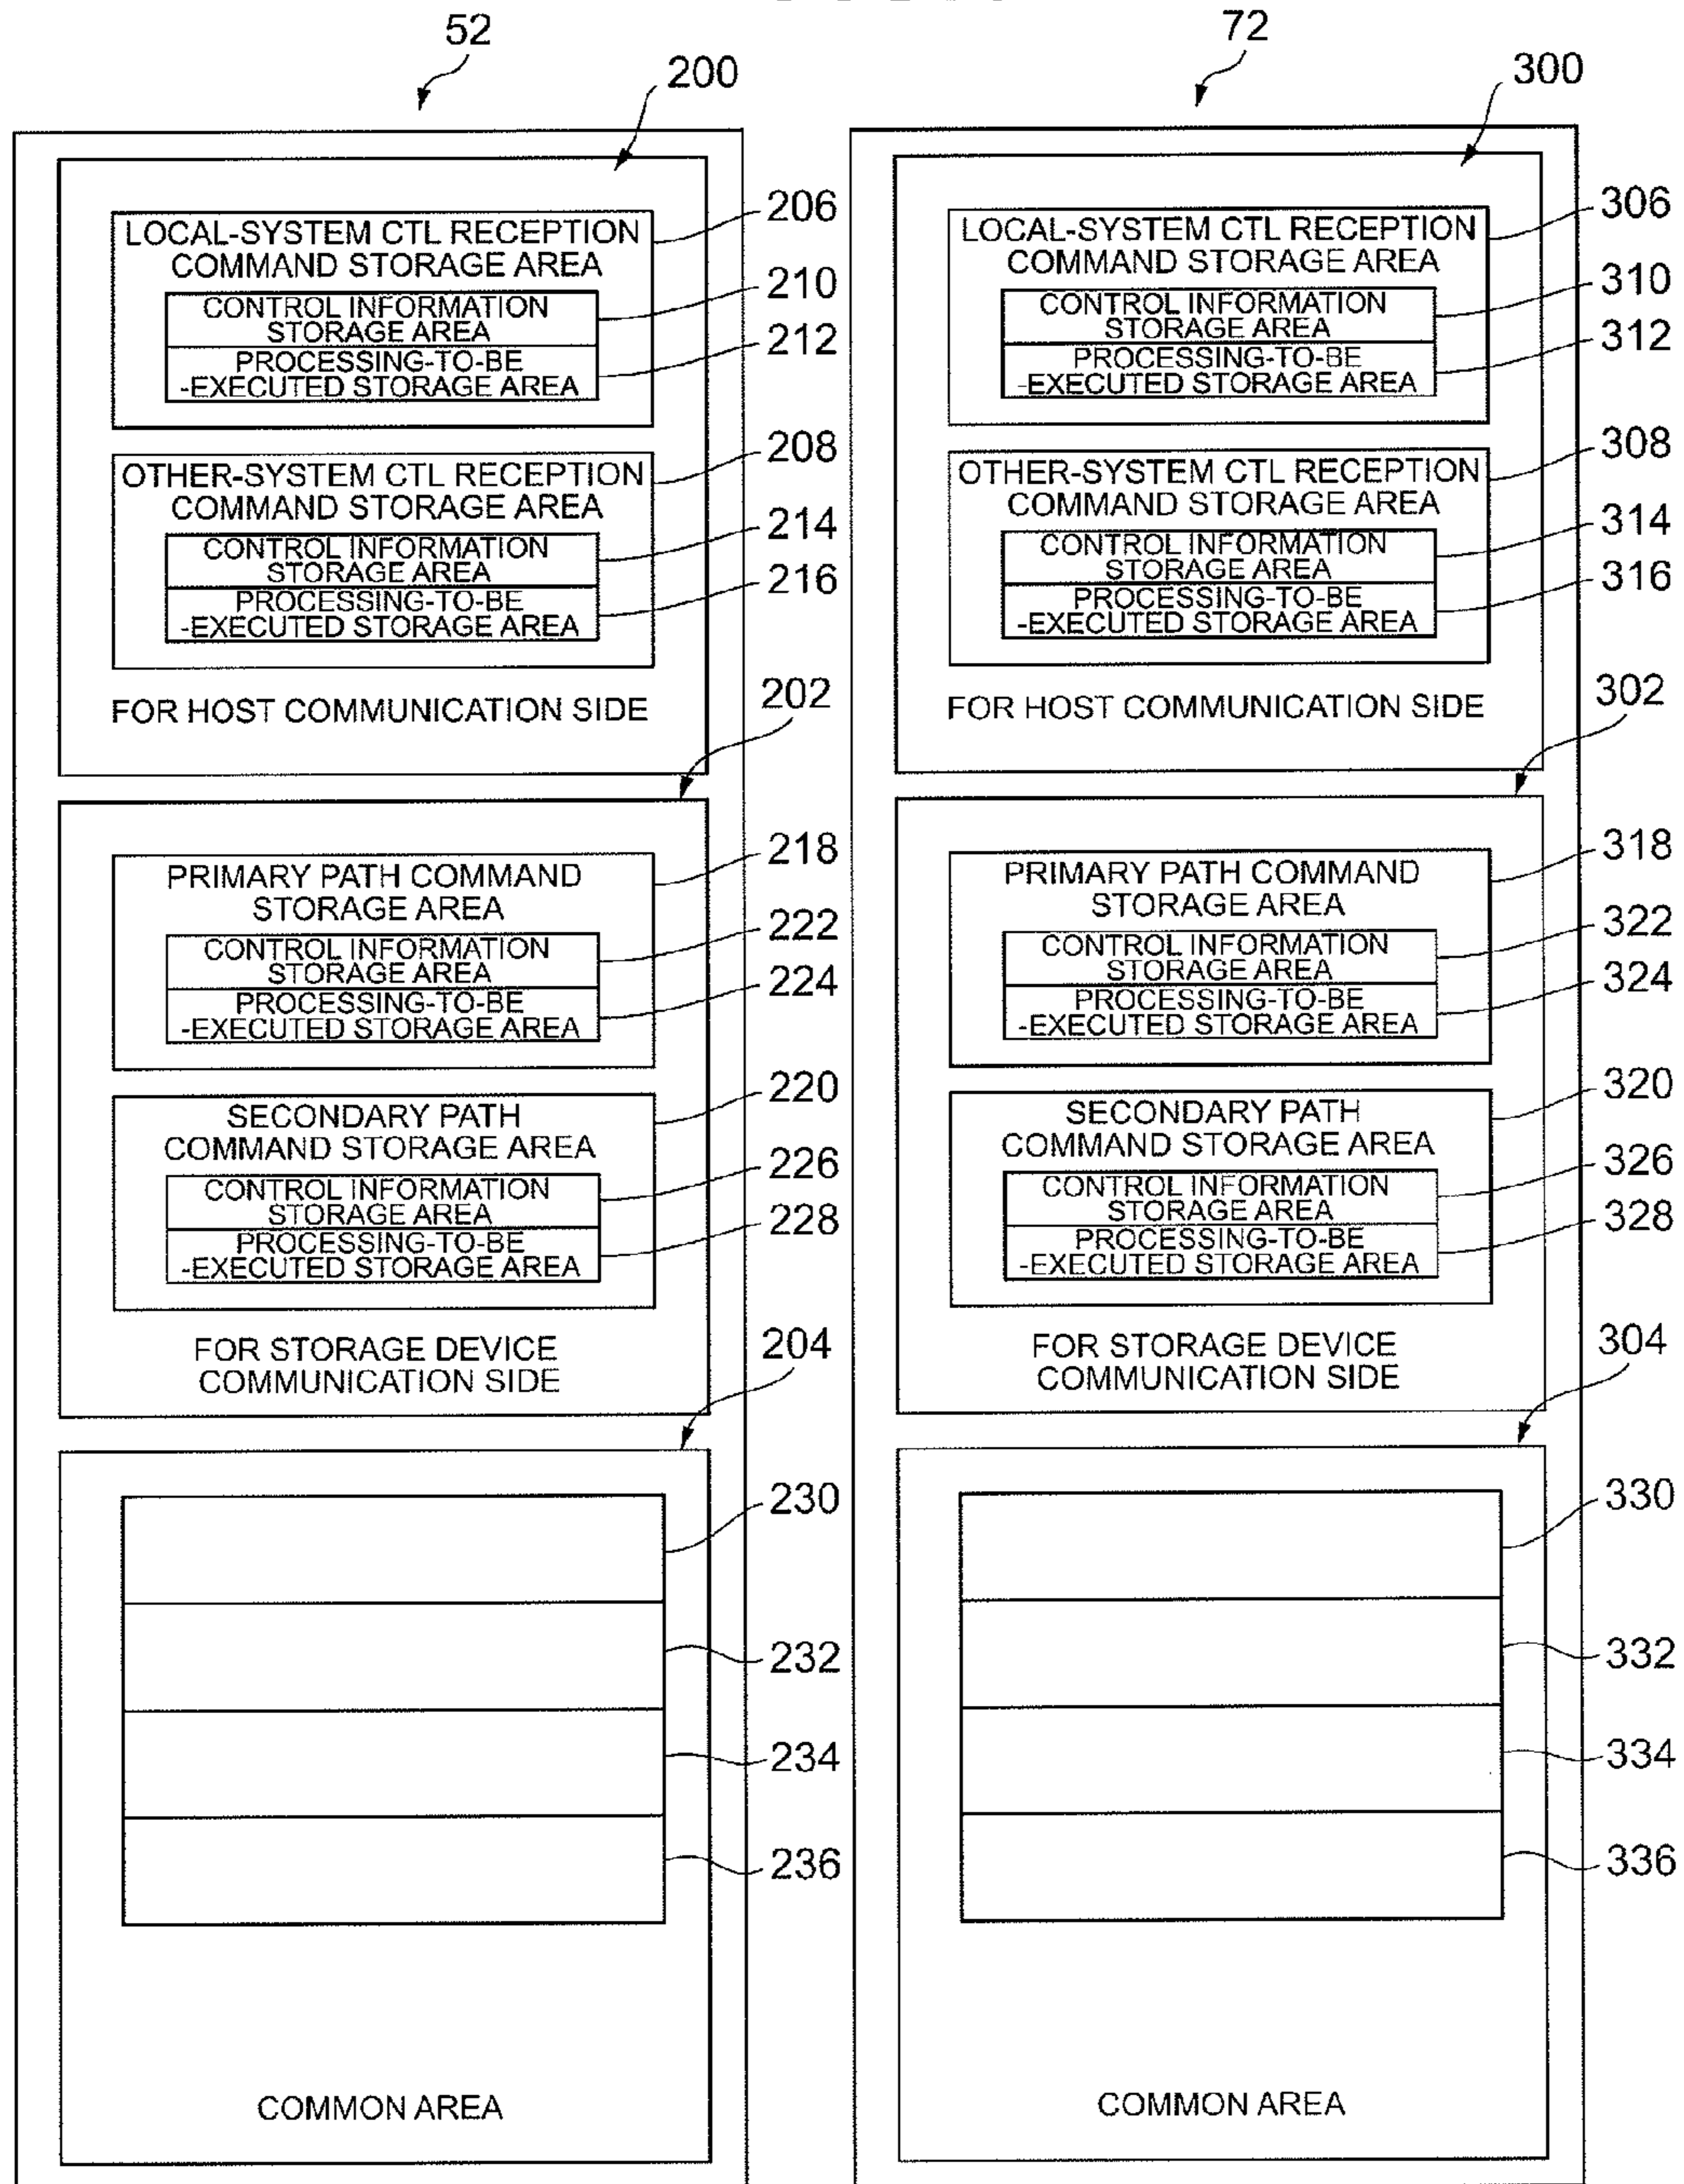 52
200
LOCAL-SYSTEM CTL RECEPTION
COMMAND STORAGE AREA
206
CONTROL INFORMATION
STORAGE AREA
210
PROCESSING-TO-BE
-EXECUTED STORAGE AREA
212
OTHER-SYSTEM CTL RECEPTION
COMMAND STORAGE AREA
208
CONTROL INFORMATION
STORAGE AREA
214
PROCESSING-TO-BE
-EXECUTED STORAGE AREA
216
FOR HOST COMMUNICATION SIDE
202
PRIMARY PATH COMMAND
STORAGE AREA
218
CONTROL INFORMATION
STORAGE AREA
222
PROCESSING-TO-BE
-EXECUTED STORAGE AREA
224
SECONDARY PATH
COMMAND STORAGE AREA
220
CONTROL INFORMATION
STORAGE AREA
226
PROCESSING-TO-BE
-EXECUTED STORAGE AREA
228
FOR STORAGE DEVICE
COMMUNICATION SIDE
204
230
232
234
236
COMMON AREA
72
300
LOCAL-SYSTEM CTL RECEPTION
COMMAND STORAGE AREA
306
CONTROL INFORMATION
STORAGE AREA
310
PROCESSING-TO-BE
-EXECUTED STORAGE AREA
312
OTHER-SYSTEM CTL RECEPTION
COMMAND STORAGE AREA
308
CONTROL INFORMATION
STORAGE AREA
314
PROCESSING-TO-BE
-EXECUTED STORAGE AREA
316
FOR HOST COMMUNICATION SIDE
302
PRIMARY PATH COMMAND
STORAGE AREA
318
CONTROL INFORMATION
STORAGE AREA
322
PROCESSING-TO-BE
-EXECUTED STORAGE AREA
324
SECONDARY PATH
COMMAND STORAGE AREA
320
CONTROL INFORMATION
STORAGE AREA
326
PROCESSING-TO-BE
-EXECUTED STORAGE AREA
328
FOR STORAGE DEVICE
COMMUNICATION SIDE
304
330
332
334
336
COMMON AREA